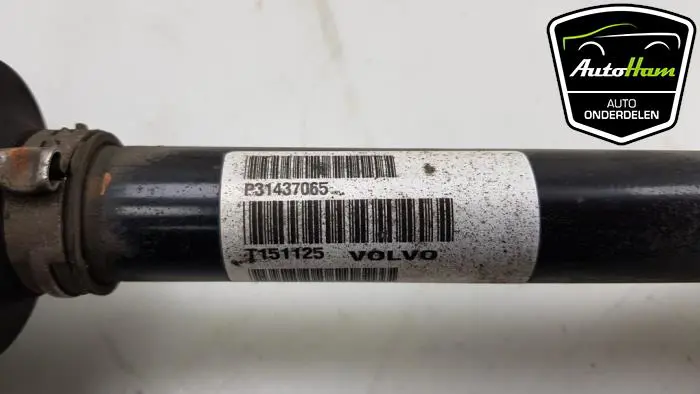 AutoHam
AUTO
ONDERDELEN
P31437065
T151125 VOLVO